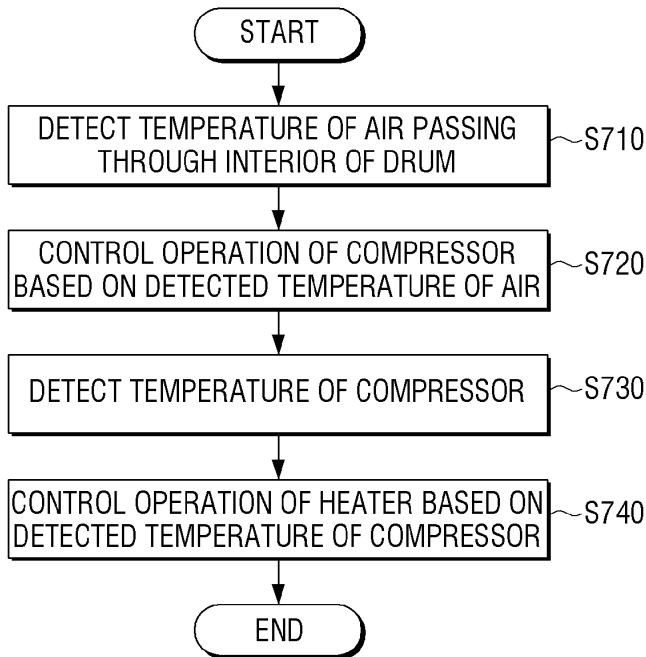 START
DETECT TEMPERATURE OF AIR PASSING
THROUGH INTERIOR OF DRUM
S710
CONTROL OPERATION OF COMPRESSOR
BASED ON DETECTED TEMPERATURE OF AIR
S720
DETECT TEMPERATURE OF COMPRESSOR
S730
CONTROL OPERATION OF HEATER BASED ON
DETECTED TEMPERATURE OF COMPRESSOR
S740
END